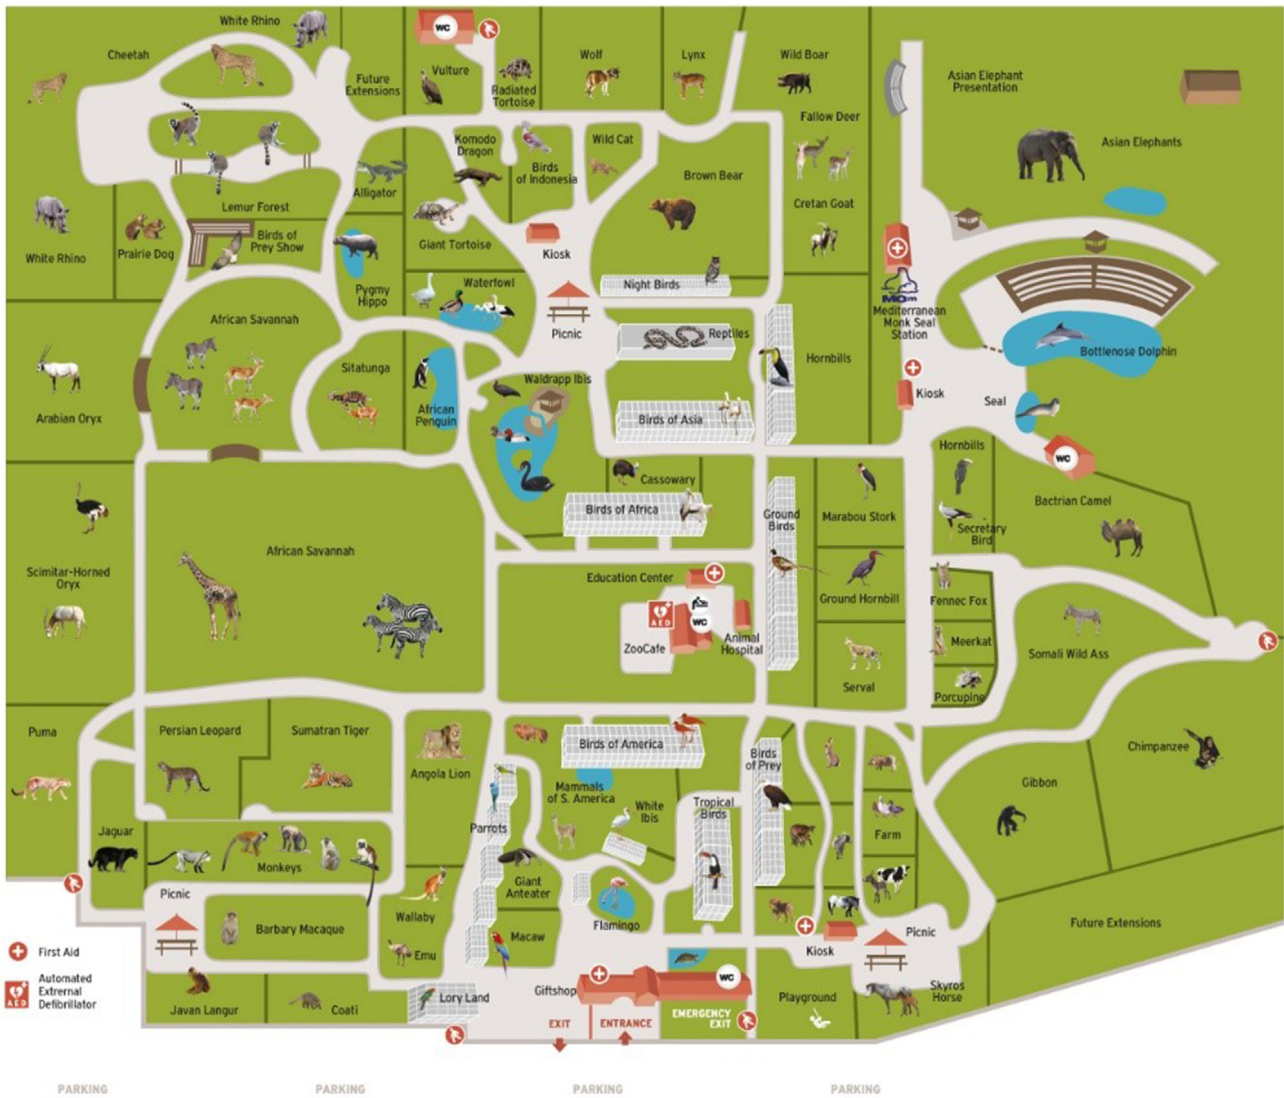 White Rhino
WC
Cheetah
Future
Extensions
Vulture
Radiated
Tortoise
Wolf
Lynx
Wild Boar
Asian Elephant
Presentation
Fallow Deer
Asian Elephants
Komodo
Dragon
Birds
of Indonesia
Wild Cat
Brown Bear
Alligator
Cretan Goat
Lemur Forest
White Rhino
Prairie Dog
Birds of
Prey Show
Giant Tortoise
Kiosk
Pygmy
Hippo
Waterfowl
Night Birds
MOm
Mediterranean
Monk Seal
Station
African Savannah
Picnic
Reptiles
Hornbills
Bottlenose Dolphin
Arabian Oryx
Sitatunga
African
Penguin
Waldrapp Ibis
Birds of Asia
Kiosk
Seal
WC
Hornbills
Cassowary
Birds of Africa
Ground
Birds
Marabou Stork
Secretary
Bird
Bactrian Camel
African Savannah
Scimitar-Horned
Oryx
Education Center
AED
WC
ZooCafe
Animal
Hospital
Ground Hornbill
Fennec Fox
Meerkat
Somali Wild Ass
Serval
Porcupine
Puma
Persian Leopard
Sumatran Tiger
Angola Lion
Birds of America
Birds
of Prey
Chimpanzee
Gibbon
Mammals
of S. America
White
Ibis
Tropical
Birds
Parrots
Farm
Jaguar
Monkeys
Giant
Anteater
Picnic
Barbary Macaque
Wallaby
Emu
Macaw
Flamingo
Kiosk
Picnic
Future Extensions
First Aid
AED
Automated
Extrernal
Defibrillator
Javan Langur
Coati
Lory Land
Giftshop
WC
Playground
Skyros
Horse
EXIT
ENTRANCE
EMERGENCY
EXIT
PARKING
PARKING
PARKING
PARKING